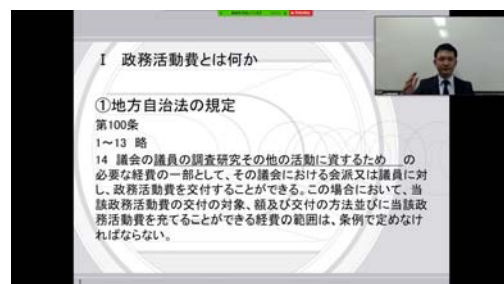 Ⅰ 政務活動費とは何か
①地方自治法の規定
第100条
1～13 略
14 議会の議員の調査研究その他の活動に資するため の
必要な経費の一部として、その議会における会派又は議員に対
し、政務活動費を交付することができる。この場合において、当
該政務活動費の交付の対象、額及び交付の方法並びに当該政
務活動費を充てることができる経費の範囲は、条例で定めなけ
ればならない。